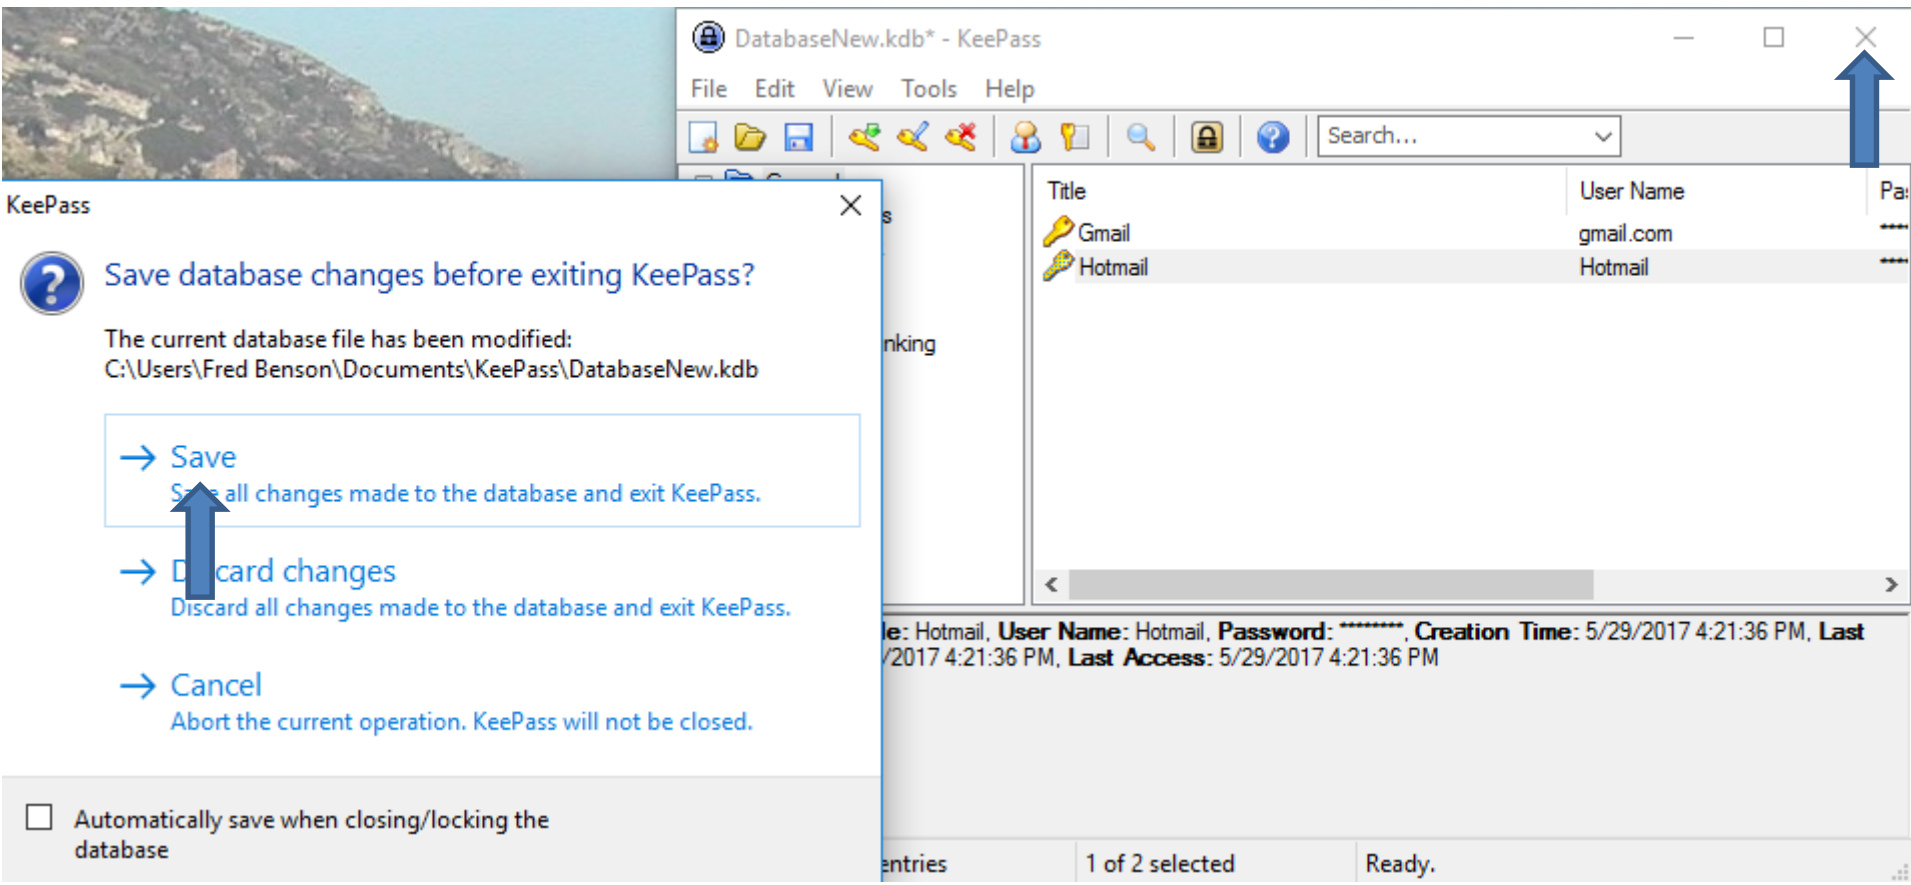 DatabaseNew.kdb* - KeePass
File Edit View Tools Help
Search...
KeePass
Save database changes before exiting KeePass?
The current database file has been modified:
C:\Users\Fred Benson\Documents\KeePass\DatabaseNew.kdb
Save
all changes made to the database and exit KeePass.
changes
Discard all changes made to the database and exit KeePass.
Cancel
Abort the current operation. KeePass will not be closed.
Automatically save when closing/locking the
database
s
nking
Title User Name Pas
Gmail gmail.com ****
Hotmail Hotmail ****
le: Hotmail, User Name: Hotmail, Password: ********, Creation Time: 5/29/2017 4:21:36 PM, Last
/2017 4:21:36 PM, Last Access: 5/29/2017 4:21:36 PM
entries 1 of 2 selected Ready.